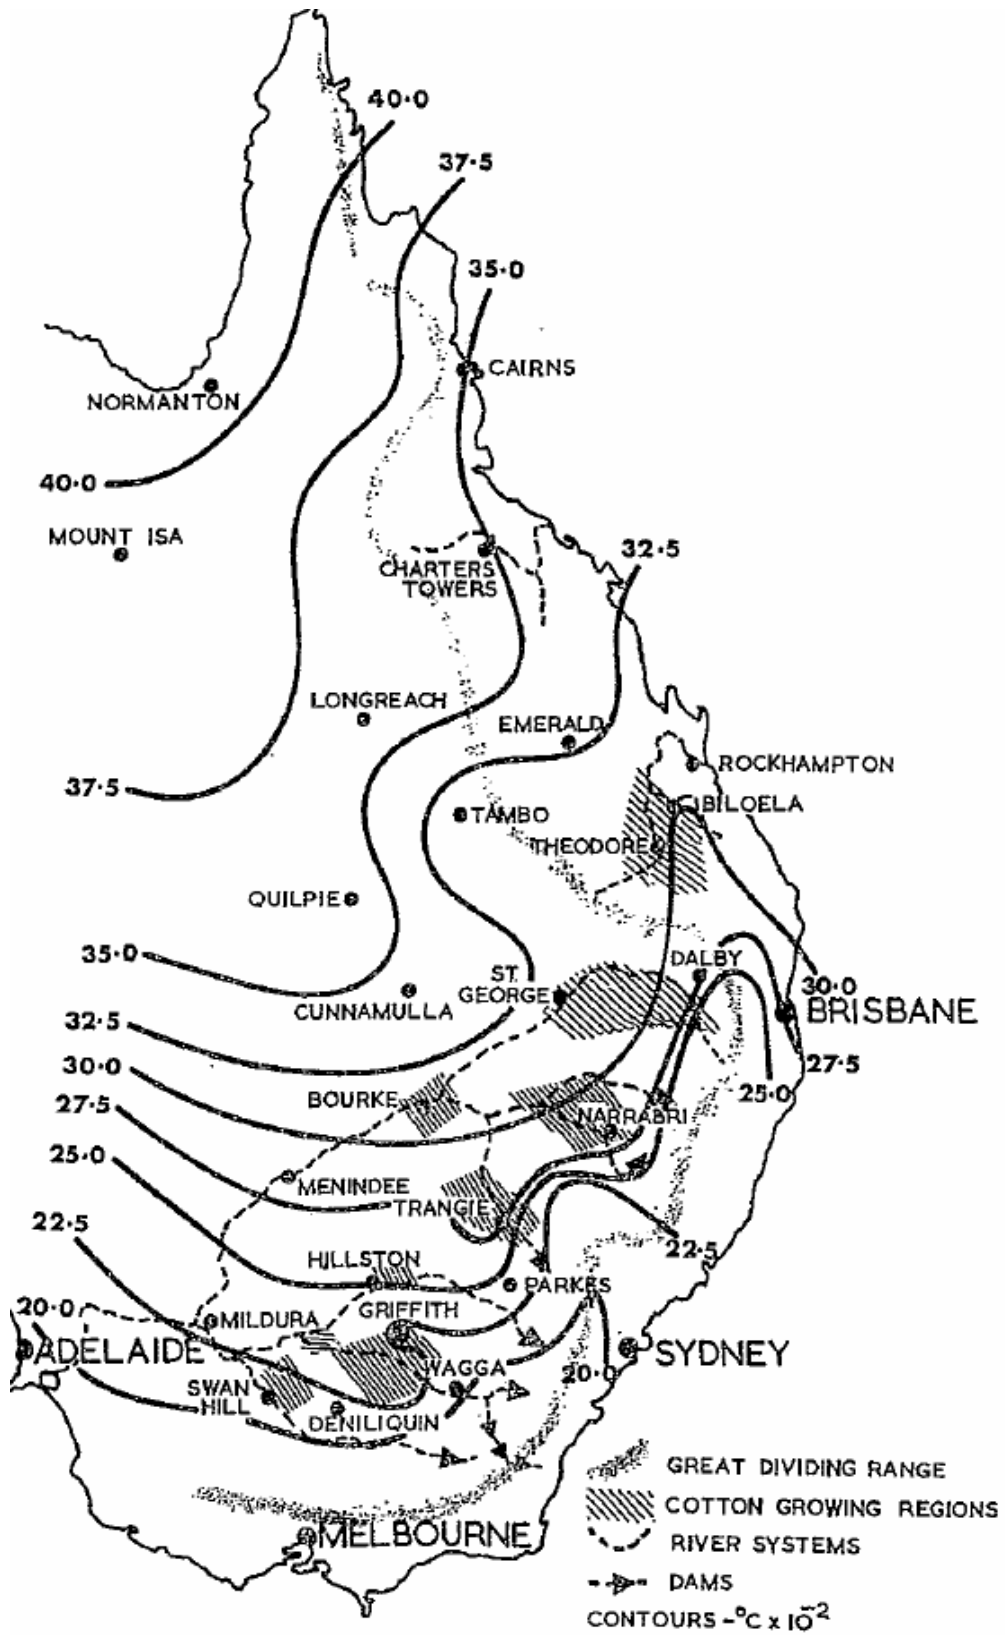 40·0
37·5
35·0
CAIRNS
NORMANTON
40·0
MOUNT ISA
32·5
CHARTERS
TOWERS
LONGREACH
EMERALD
ROCKHAMPTON
37·5
BILOELA
TAMBO
THEODORE
QUILPIE
35·0
DALBY
ST.
GEORGE
30·0
CUNNAMULLA
BRISBANE
32·5
27·5
30·0
25·0
BOURKE
27·5
NARRABRI
25·0
MENINDEE
TRANGIE
22·5
22·5
HILLSTON
PARKES
20·0
GRIFFITH
MILDURA
ADELAIDE
SYDNEY
WAGGA
20·0
SWAN
HILL
DENILIQUIN
GREAT DIVIDING RANGE
COTTON GROWING REGIONS
MELBOURNE
RIVER SYSTEMS
DAMS
CONTOURS - °C x 10⁻²